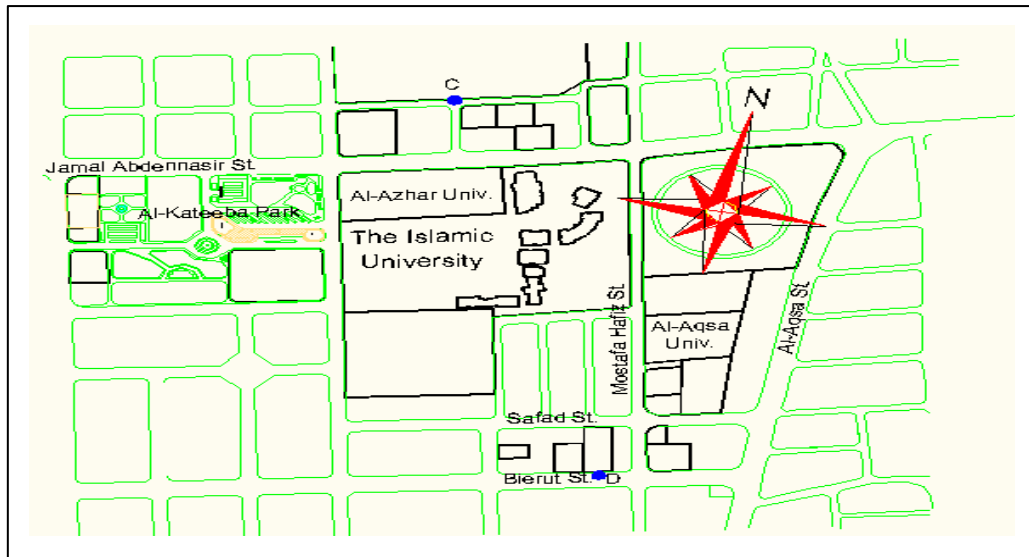 C
N
Jamal Abdennasir St.
Al-Azhar Univ.
Al-Kateeba Park
The Islamic
University
Mostafa Hafiz St.
Al-Aqsa St.
Al-Aqsa
Univ.
Safad St.
Bierut St.
D